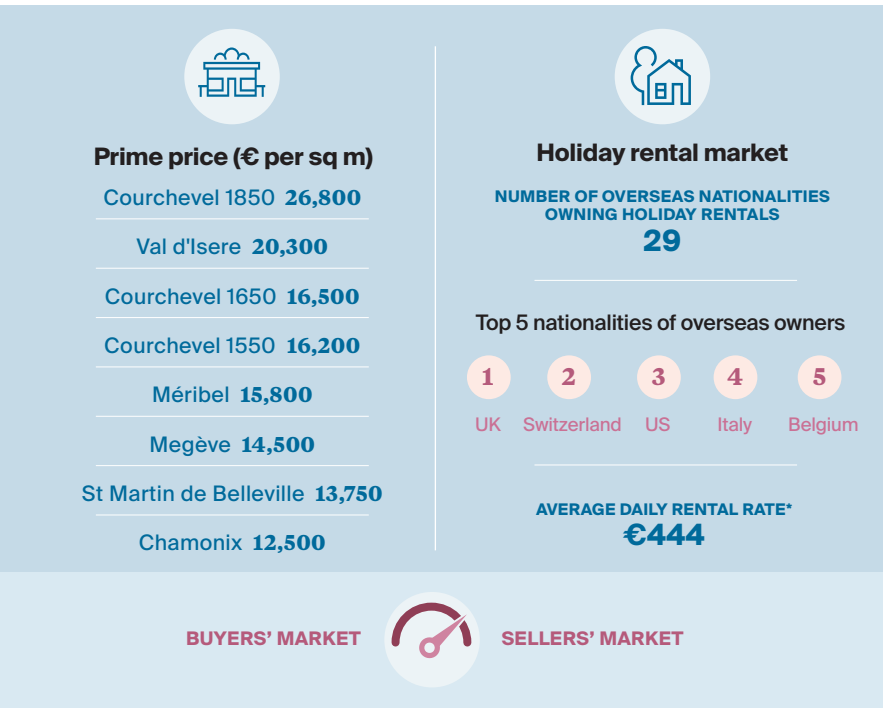 Prime price (€ per sq m)
Courchevel 1850 26,800
Val d'Isere 20,300
Courchevel 1650 16,500
Courchevel 1550 16,200
Méribel 15,800
Megève 14,500
St Martin de Belleville 13,750
Chamonix 12,500
Holiday rental market
NUMBER OF OVERSEAS NATIONALITIES
OWNING HOLIDAY RENTALS
29
Top 5 nationalities of overseas owners
1 2 3 4 5
UK Switzerland US Italy Belgium
AVERAGE DAILY RENTAL RATE*
€444
BUYERS’ MARKET SELLERS’ MARKET